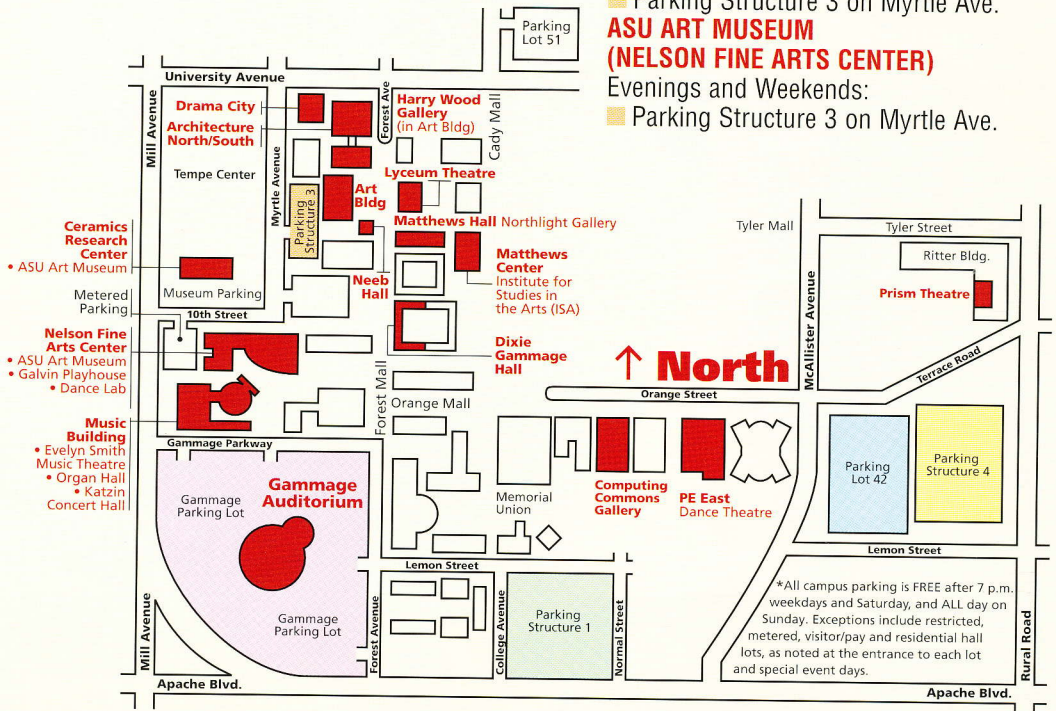 Parking Structure 3 on Myrtle Ave.
ASU ART MUSEUM
(NELSON FINE ARTS CENTER)
Evenings and Weekends:
Parking Structure 3 on Myrtle Ave.
Parking
Lot 51
University Avenue
Mill Avenue
Drama City
Architecture
North/South
Forest Ave
Harry Wood
Gallery
(in Art Bldg)
Cady Mall
Tempe Center
Myrtle Avenue
Parking
Structure 3
Art
Bldg
Lyceum Theatre
Matthews Hall Northlight Gallery
Neeb
Hall
Matthews
Center
Institute for
Studies in
the Arts (ISA)
Dixie
Gammage
Hall
Ceramics
Research
Center
• ASU Art Museum
Museum Parking
Metered
Parking
10th Street
Nelson Fine
Arts Center
• ASU Art Museum
• Galvin Playhouse
• Dance Lab
Music
Building
• Evelyn Smith
Music Theatre
• Organ Hall
• Katzin
Concert Hall
Forest Mall
Orange Mall
Gammage Parkway
Gammage
Parking Lot
Gammage
Auditorium
Gammage
Parking Lot
↑ North
Tyler Mall
Tyler Street
Ritter Bldg.
Prism Theatre
McAllister Avenue
Terrace Road
Orange Street
Memorial
Union
Computing
Commons
Gallery
PE East
Dance Theatre
Parking
Lot 42
Parking
Structure 4
Lemon Street
Lemon Street
Mill Avenue
Forest Avenue
College Avenue
Parking
Structure 1
Normal Street
*All campus parking is FREE after 7 p.m.
weekdays and Saturday, and ALL day on
Sunday. Exceptions include restricted,
metered, visitor/pay and residential hall
lots, as noted at the entrance to each lot
and special event days.
Rural Road
Apache Blvd.
Apache Blvd.